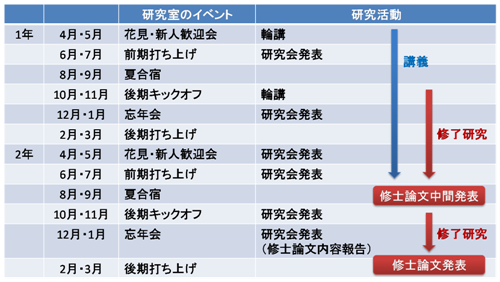 研究室のイベント 研究活動
1年 4月・5月 花見・新人歓迎会 輪講
6月・7月 前期打ち上げ 研究会発表
講義
8月・9月 夏合宿
10月・11月 後期キックオフ 輪講
12月・1月 忘年会 研究会発表
2月・3月 後期打ち上げ
修了研究
2年 4月・5月 花見・新人歓迎会 研究会発表
6月・7月 前期打ち上げ 研究会発表
8月・9月 夏合宿
修士論文中間発表
10月・11月 後期キックオフ 研究会発表
12月・1月 忘年会 研究会発表
(修士論文内容報告)
修了研究
2月・3月 後期打ち上げ
修士論文発表